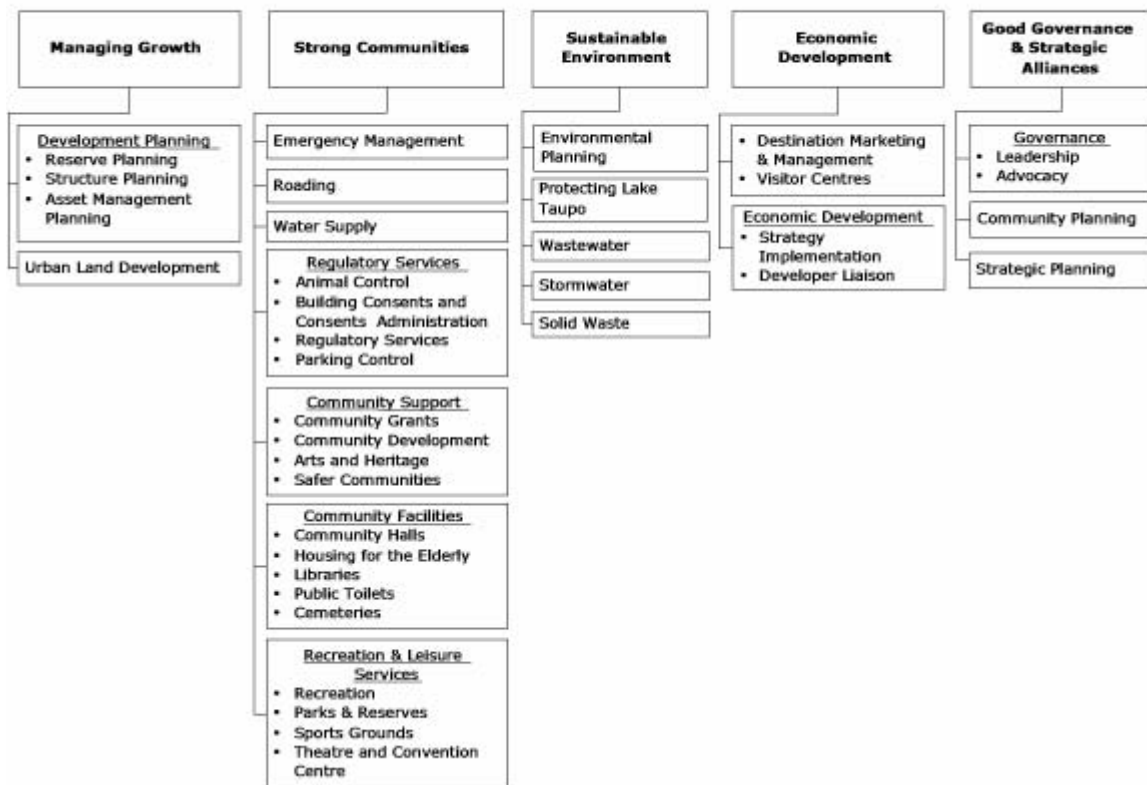 Managing Growth
Development Planning
• Reserve Planning
• Structure Planning
• Asset Management
Planning
Urban Land Development
Strong Communities
Emergency Management
Roading
Water Supply
Regulatory Services
• Animal Control
• Building Consents and
Consents Administration
• Regulatory Services
• Parking Control
Community Support
• Community Grants
• Community Development
• Arts and Heritage
• Safer Communities
Community Facilities
• Community Halls
• Housing for the Elderly
• Libraries
• Public Toilets
• Cemeteries
Recreation & Leisure
Services
• Recreation
• Parks & Reserves
• Sports Grounds
• Theatre and Convention
Centre
Sustainable
Environment
Environmental
Planning
Protecting Lake
Taupo
Wastewater
Stormwater
Solid Waste
Economic
Development
• Destination Marketing
& Management
• Visitor Centres
Economic Development
• Strategy
Implementation
• Developer Liaison
Good Governance
& Strategic
Alliances
Governance
• Leadership
• Advocacy
Community Planning
Strategic Planning